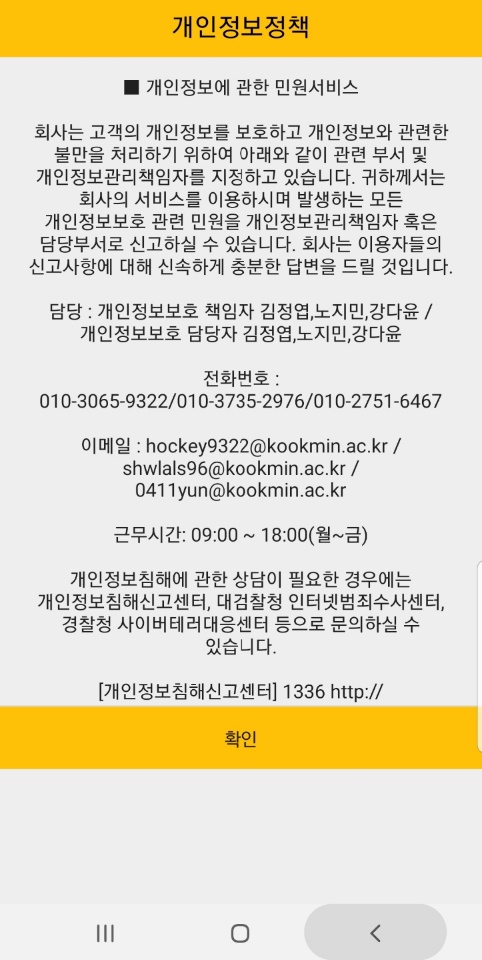 개인정보정책
■ 개인정보에 관한 민원서비스
회사는 고객의 개인정보를 보호하고 개인정보와 관련한
불만을 처리하기 위하여 아래와 같이 관련 부서 및
개인정보관리책임자를 지정하고 있습니다. 귀하께서는
회사의 서비스를 이용하시며 발생하는 모든
개인정보보호 관련 민원을 개인정보관리책임자 혹은
담당부서로 신고하실 수 있습니다. 회사는 이용자들의
신고사항에 대해 신속하게 충분한 답변을 드릴 것입니다.
담당 : 개인정보보호 책임자 김정엽,노지민,강다윤 /
개인정보보호 담당자 김정엽,노지민,강다윤
전화번호 :
010-3065-9322/010-3735-2976/010-2751-6467
이메일 : hockey9322@kookmin.ac.kr /
shwlals96@kookmin.ac.kr /
0411yun@kookmin.ac.kr
근무시간: 09:00 ~ 18:00(월~금)
개인정보침해에 관한 상담이 필요한 경우에는
개인정보침해신고센터, 대검찰청 인터넷범죄수사센터,
경찰청 사이버테러대응센터 등으로 문의하실 수
있습니다.
[개인정보침해신고센터] 1336 http://
확인